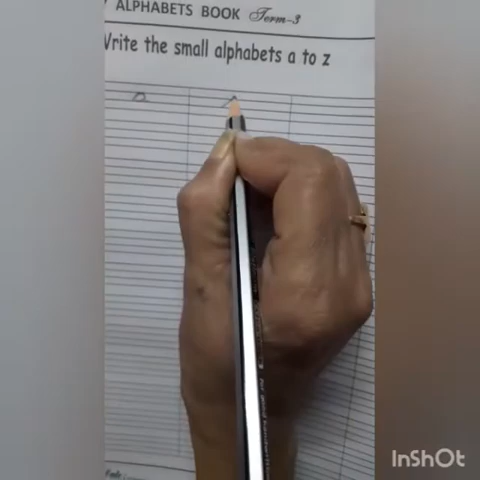 ALPHABETS BOOK Term-3
Write the small alphabets a to z
a
InShOt